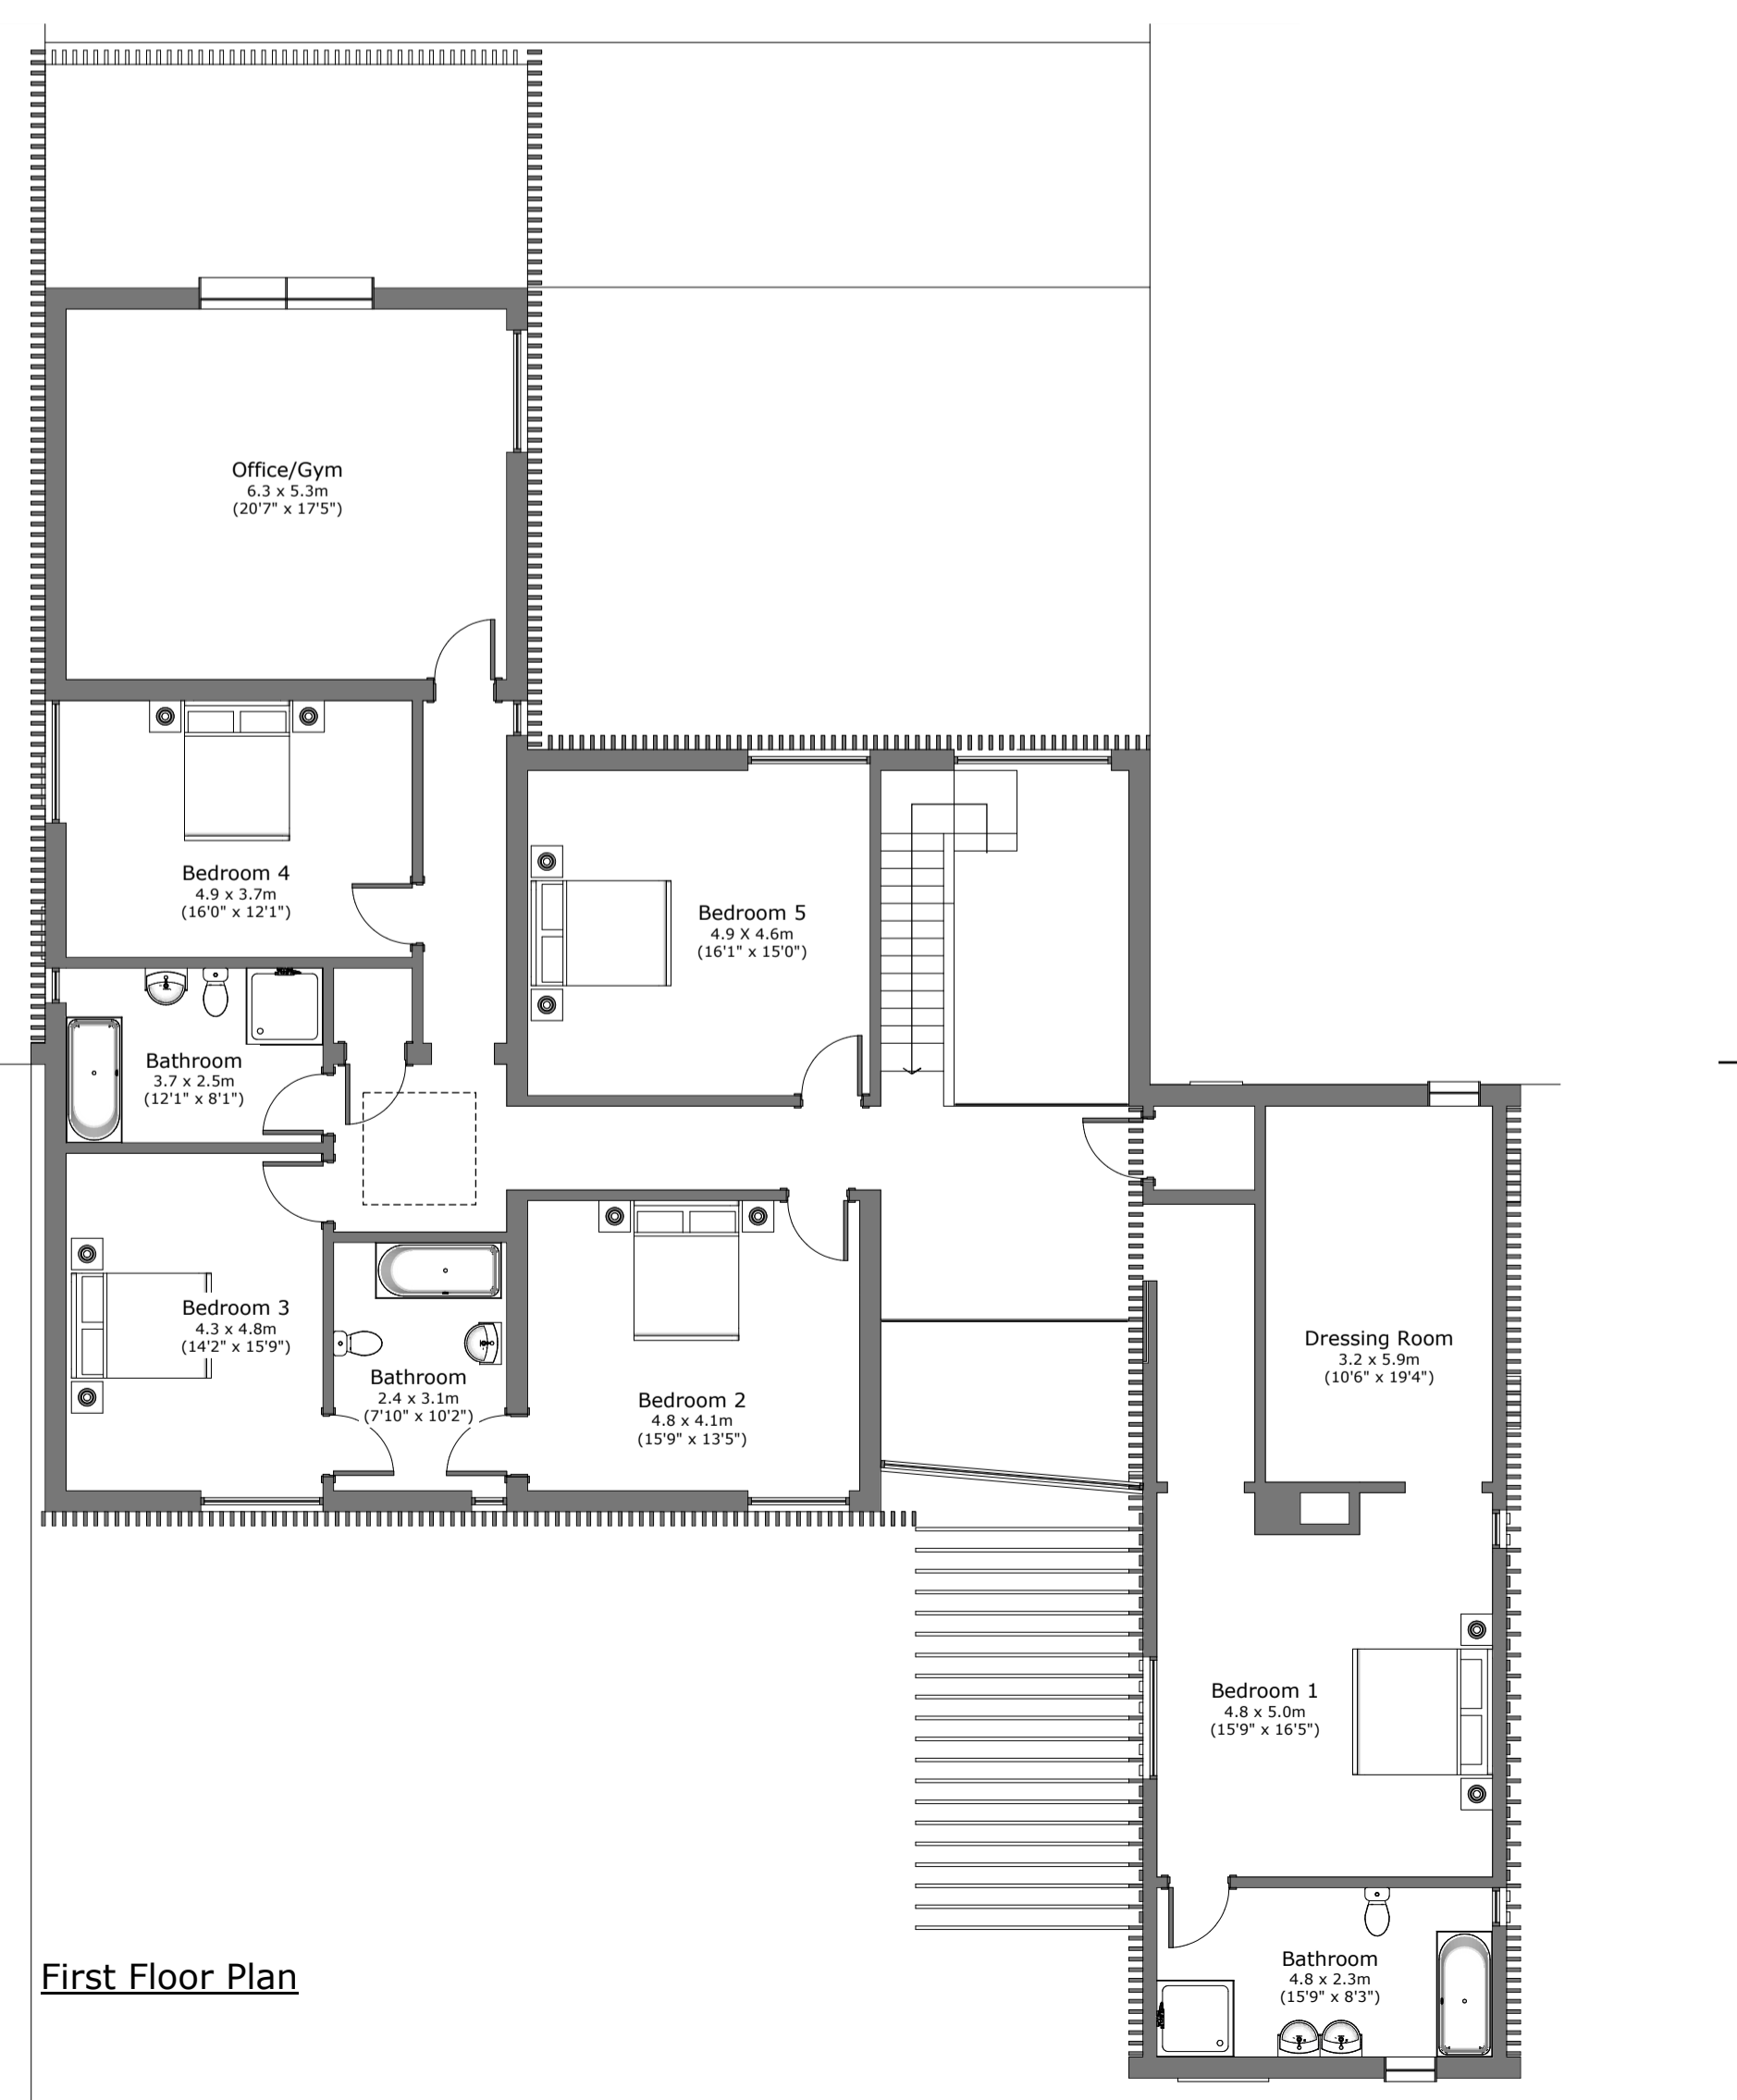 Office/Gym
6.3 x 5.3m
(20'7" x 17'5")
Bedroom 4
4.9 x 3.7m
(16'0" x 12'1")
Bedroom 5
4.9 X 4.6m
(16'1" x 15'0")
Bathroom
3.7 x 2.5m
(12'1" x 8'1")
Bedroom 3
4.3 x 4.8m
(14'2" x 15'9")
Bathroom
2.4 x 3.1m
(7'10" x 10'2")
Bedroom 2
4.8 x 4.1m
(15'9" x 13'5")
Dressing Room
3.2 x 5.9m
(10'6" x 19'4")
Bedroom 1
4.8 x 5.0m
(15'9" x 16'5")
Bathroom
4.8 x 2.3m
(15'9" x 8'3")
First Floor Plan